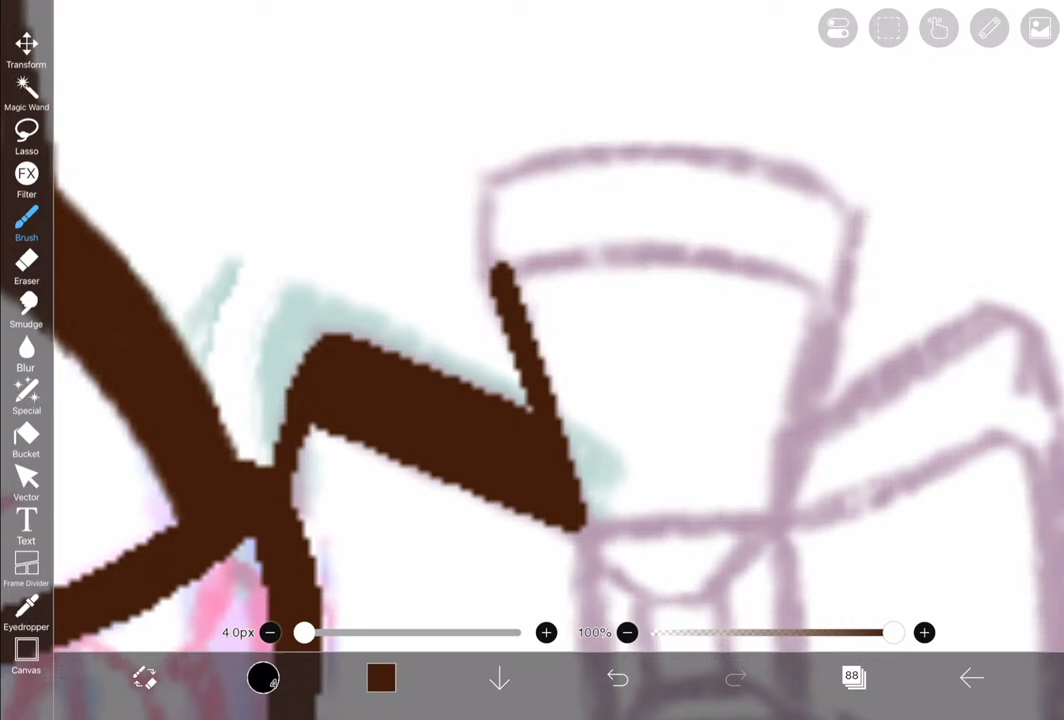 Transform
Magic Wand
Lasso
FX
Filter
Brush
Eraser
Smudge
Blur
Special
Bucket
Vector
T
Text
Frame Divider
Eyedropper
Canvas
4.0px
100%
88